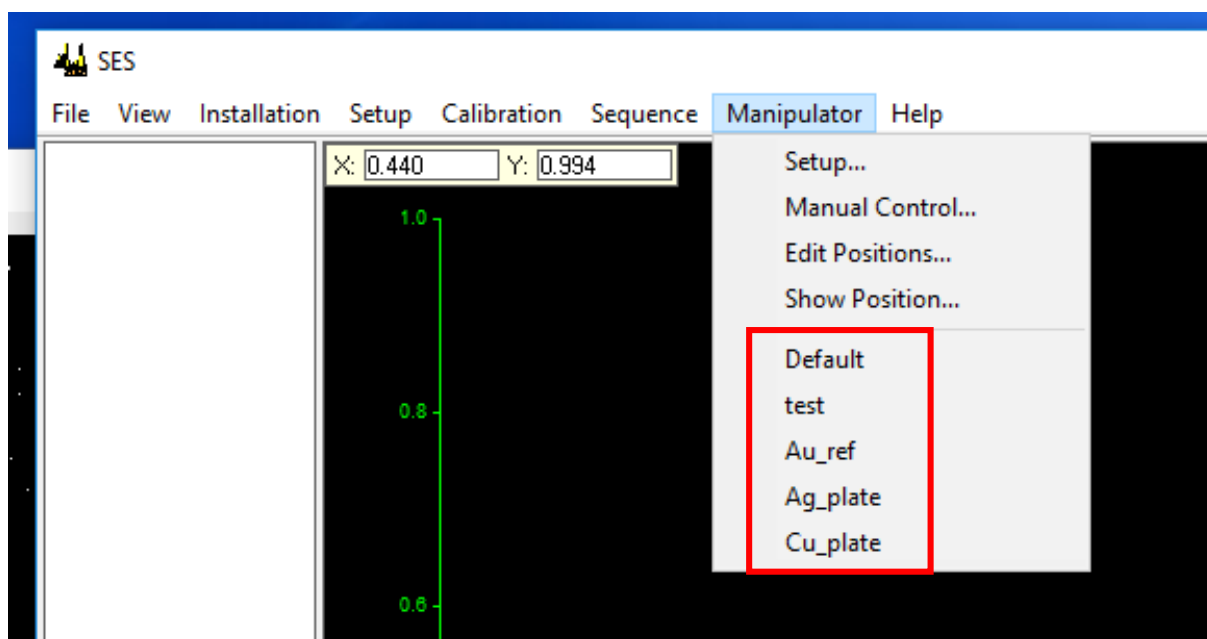 SES
File View Installation Setup Calibration Sequence Manipulator Help
X: 0.440 Y: 0.994
Setup...
Manual Control...
Edit Positions...
Show Position...
Default
test
Au_ref
Ag_plate
Cu_plate
1.0
0.8
0.6